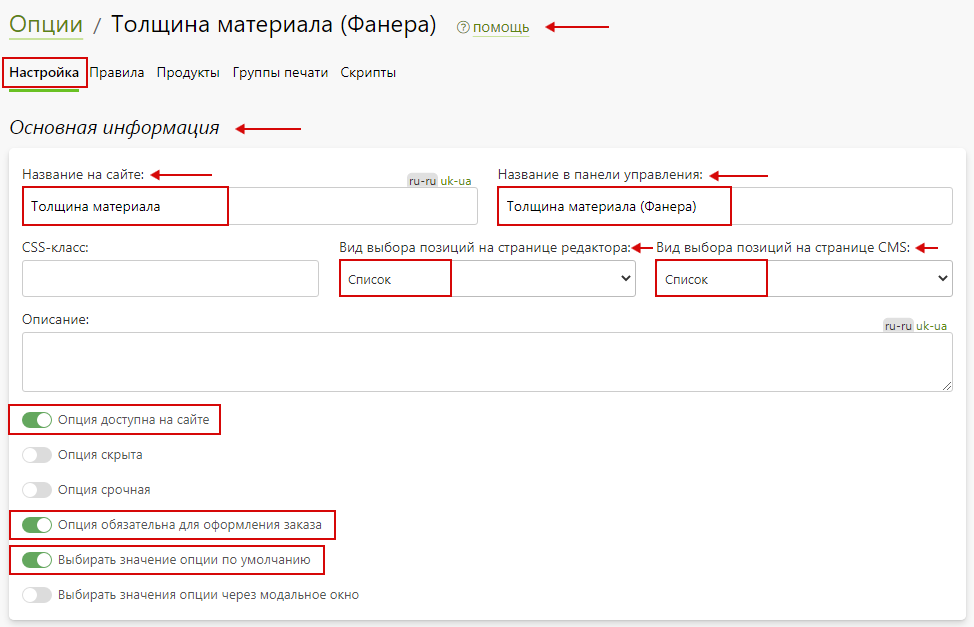 Опции / Толщина материала (Фанера) ? помощь
Настройка Правила Продукты Группы печати Скрипты
Основная информация
Название на сайте: ru-ru uk-ua Название в панели управления:
Толщина материала Толщина материала (Фанера)
CSS-класс: Вид выбора позиций на странице редактора: Вид выбора позиций на странице CMS:
Список Список
Описание: ru-ru uk-ua
Опция доступна на сайте
Опция скрыта
Опция срочная
Опция обязательна для оформления заказа
Выбирать значение опции по умолчанию
Выбирать значения опции через модальное окно